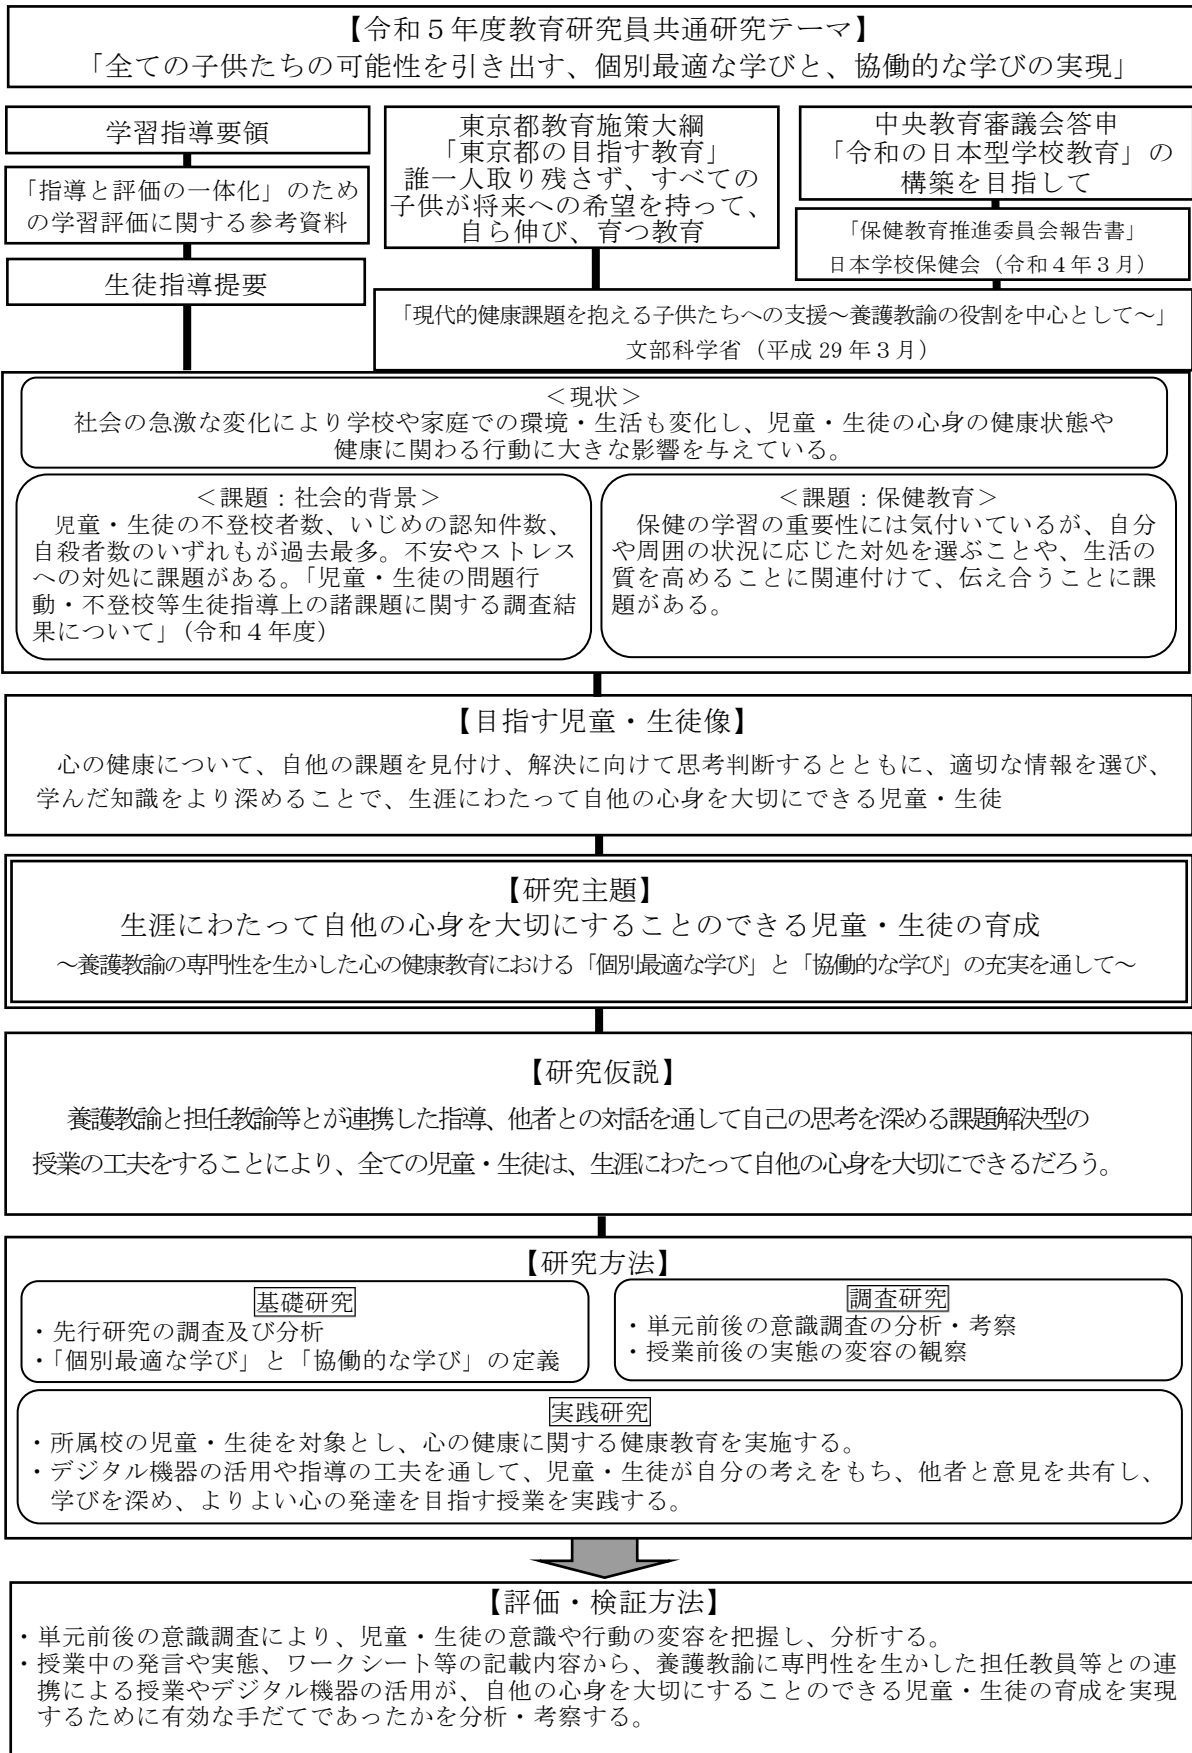 【令和５年度教育研究員共通研究テーマ】
「全ての子供たちの可能性を引き出す、個別最適な学びと、協働的な学びの実現」
学習指導要領
「指導と評価の一体化」のため
の学習評価に関する参考資料
生徒指導提要
東京都教育施策大綱
「東京都の目指す教育」
誰一人取り残さず、すべての
子供が将来への希望を持って、
自ら伸び、育つ教育
中央教育審議会答申
「令和の日本型学校教育」の
構築を目指して
「保健教育推進委員会報告書」
日本学校保健会（令和４年３月）
「現代的健康課題を抱える子供たちへの支援～養護教諭の役割を中心として～」
文部科学省（平成 29 年３月）
＜現状＞
社会の急激な変化により学校や家庭での環境・生活も変化し、児童・生徒の心身の健康状態や
健康に関わる行動に大きな影響を与えている。
＜課題：社会的背景＞
児童・生徒の不登校者数、いじめの認知件数、
自殺者数のいずれもが過去最多。不安やストレス
への対処に課題がある。「児童・生徒の問題行
動・不登校等生徒指導上の諸課題に関する調査結
果について」（令和４年度）
＜課題：保健教育＞
保健の学習の重要性には気付いているが、自分
や周囲の状況に応じた対処を選ぶことや、生活の
質を高めることに関連付けて、伝え合うことに課
題がある。
【目指す児童・生徒像】
心の健康について、自他の課題を見付け、解決に向けて思考判断するとともに、適切な情報を選び、
学んだ知識をより深めることで、生涯にわたって自他の心身を大切にできる児童・生徒
【研究主題】
生涯にわたって自他の心身を大切にすることのできる児童・生徒の育成
～養護教諭の専門性を生かした心の健康教育における「個別最適な学び」と「協働的な学び」の充実を通して～
【研究仮説】
養護教諭と担任教諭等とが連携した指導、他者との対話を通して自己の思考を深める課題解決型の
授業の工夫をすることにより、全ての児童・生徒は、生涯にわたって自他の心身を大切にできるだろう。
【研究方法】
基礎研究
・先行研究の調査及び分析
・「個別最適な学び」と「協働的な学び」の定義
調査研究
・単元前後の意識調査の分析・考察
・授業前後の実態の変容の観察
実践研究
・所属校の児童・生徒を対象とし、心の健康に関する健康教育を実施する。
・デジタル機器の活用や指導の工夫を通して、児童・生徒が自分の考えをもち、他者と意見を共有し、
学びを深め、よりよい心の発達を目指す授業を実践する。
【評価・検証方法】
・単元前後の意識調査により、児童・生徒の意識や行動の変容を把握し、分析する。
・授業中の発言や実態、ワークシート等の記載内容から、養護教諭に専門性を生かした担任教員等との連
携による授業やデジタル機器の活用が、自他の心身を大切にすることのできる児童・生徒の育成を実現
するために有効な手だてであったかを分析・考察する。